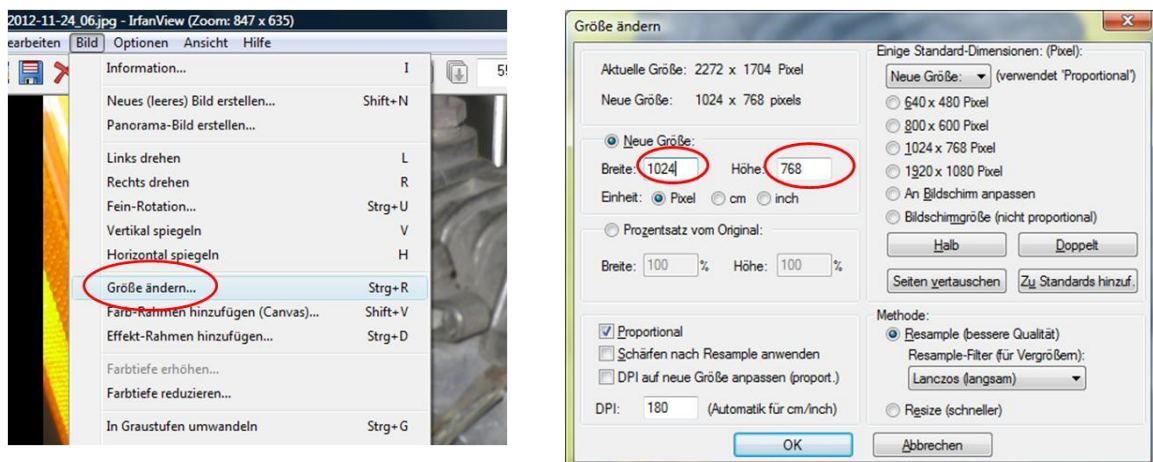 2012-11-24_06.jpg - IrfanView (Zoom: 847 x 635)
earbeiten Bild Optionen Ansicht Hilfe
Information... I
Neues (leeres) Bild erstellen... Shift+N
Panorama-Bild erstellen...
Links drehen L
Rechts drehen R
Fein-Rotation... Strg+U
Vertikal spiegeln V
Horizontal spiegeln H
Größe ändern... Strg+R
Farb-Rahmen hinzufügen (Canvas)... Shift+V
Effekt-Rahmen hinzufügen... Strg+D
Farbtiefe erhöhen...
Farbtiefe reduzieren...
In Graustufen umwandeln Strg+G
Größe ändern
Aktuelle Größe: 2272 x 1704 Pixel
Neue Größe: 1024 x 768 pixels
Neue Größe:
Breite: 1024 Höhe: 768
Einheit: Pixel cm inch
Prozentsatz vom Original:
Breite: 100 % Höhe: 100 %
Proportional
Schärfen nach Resample anwenden
DPI auf neue Größe anpassen (proport.)
DPI: 180 (Automatik für cm/inch)
Einige Standard-Dimensionen: (Pixel):
Neue Größe: (verwendet 'Proportional')
640 x 480 Pixel
800 x 600 Pixel
1024 x 768 Pixel
1920 x 1080 Pixel
An Bildschirm anpassen
Bildschirmgröße (nicht proportional)
Halb Doppelt
Seiten vertauschen Zu Standards hinzuf.
Methode:
Resample (bessere Qualität)
Resample-Filter (für Vergrößern):
Lanczos (langsam)
Resize (schneller)
OK Abbrechen